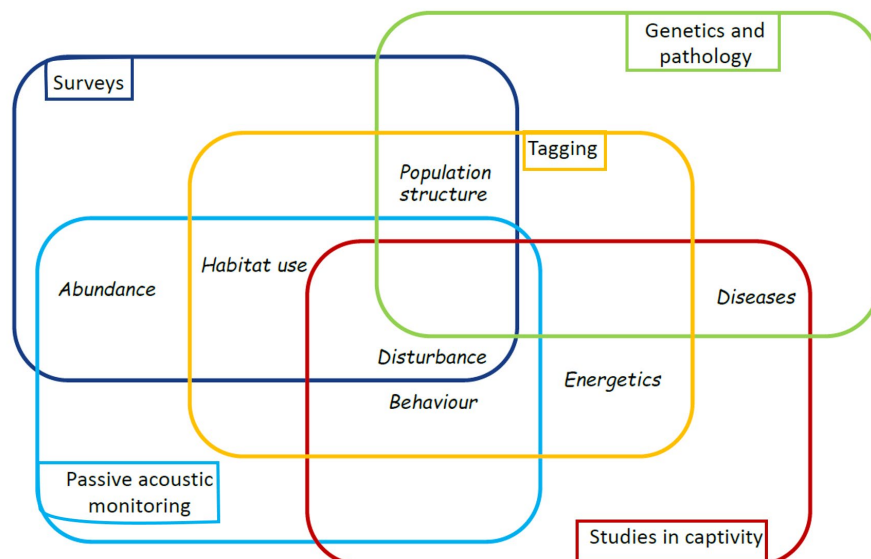 Genetics and
pathology
Surveys
Tagging
Population
structure
Habitat use
Abundance
Diseases
Disturbance
Energetics
Behaviour
Passive acoustic
monitoring
Studies in captivity